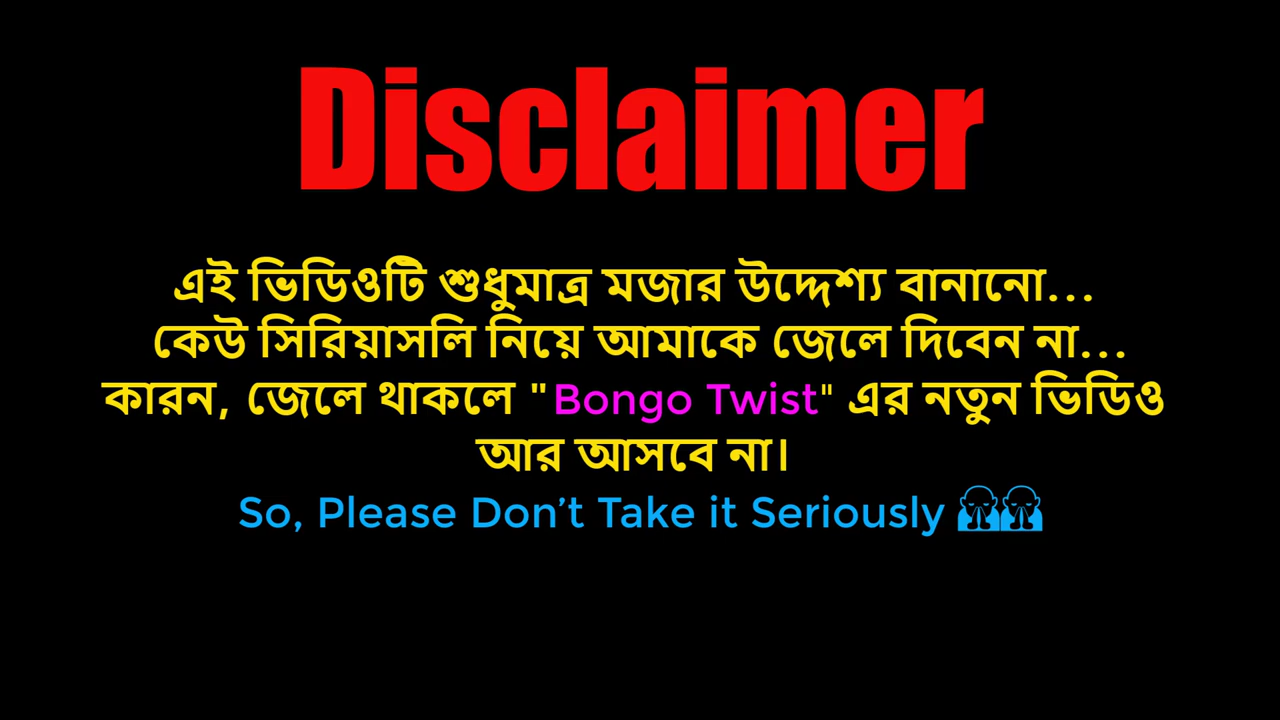 Disclaimer
এই ভিডিওটি শুধুমাত্র মজার উদ্দেশ্য বানানো...
কেউ সিরিয়াসলি নিয়ে আমাকে জেলে দিবেন না...
কারন, জেলে থাকলে "Bongo Twist" এর নতুন ভিডিও
আর আসবে না।
So, Please Don’t Take it Seriously 🙏🙏